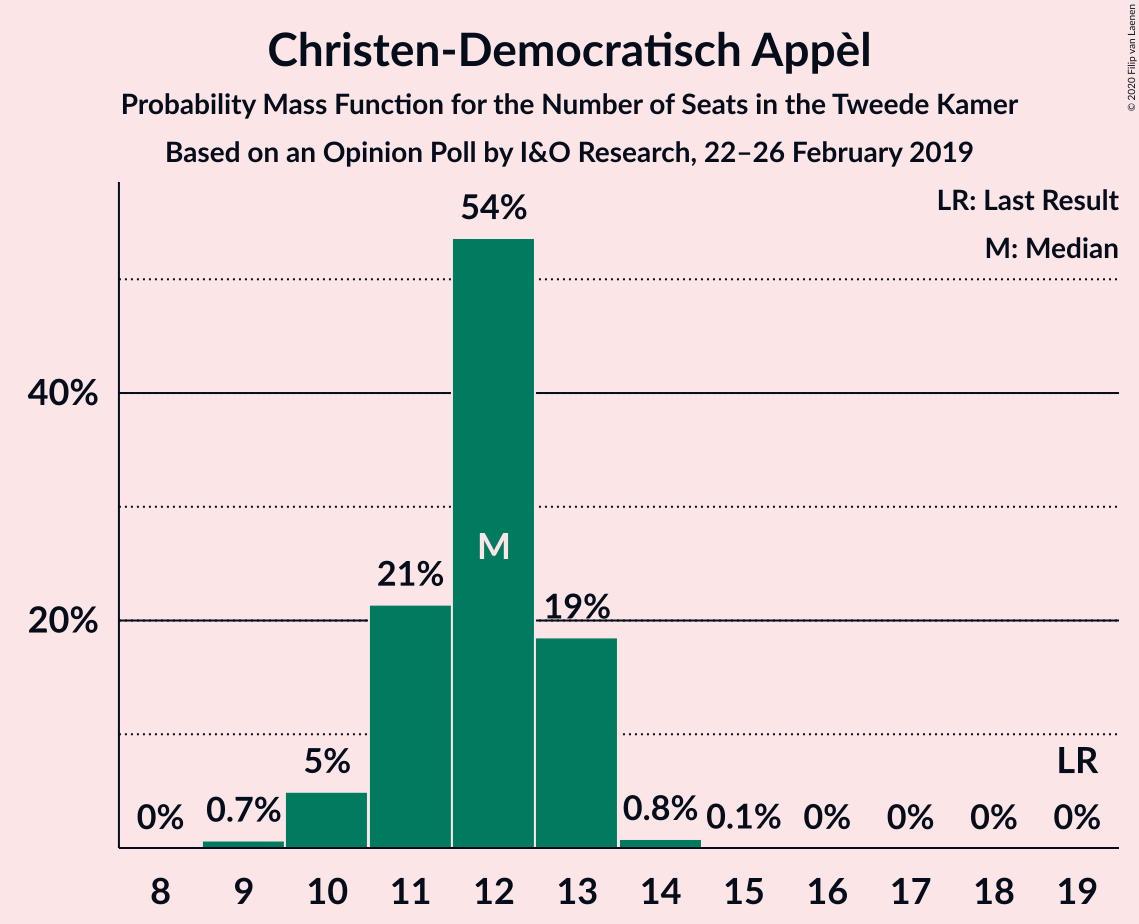 Christen-Democratisch Appèl
Probability Mass Function for the Number of Seats in the Tweede Kamer
Based on an Opinion Poll by I&O Research, 22–26 February 2019
© 2020 Filip van Laenen
LR: Last Result
M: Median
54%
40%
M
21%
19%
20%
5%
LR
0%
0.7%
0.8%
0.1%
0%
0%
0%
0%
8 9 10 11 12 13 14 15 16 17 18 19